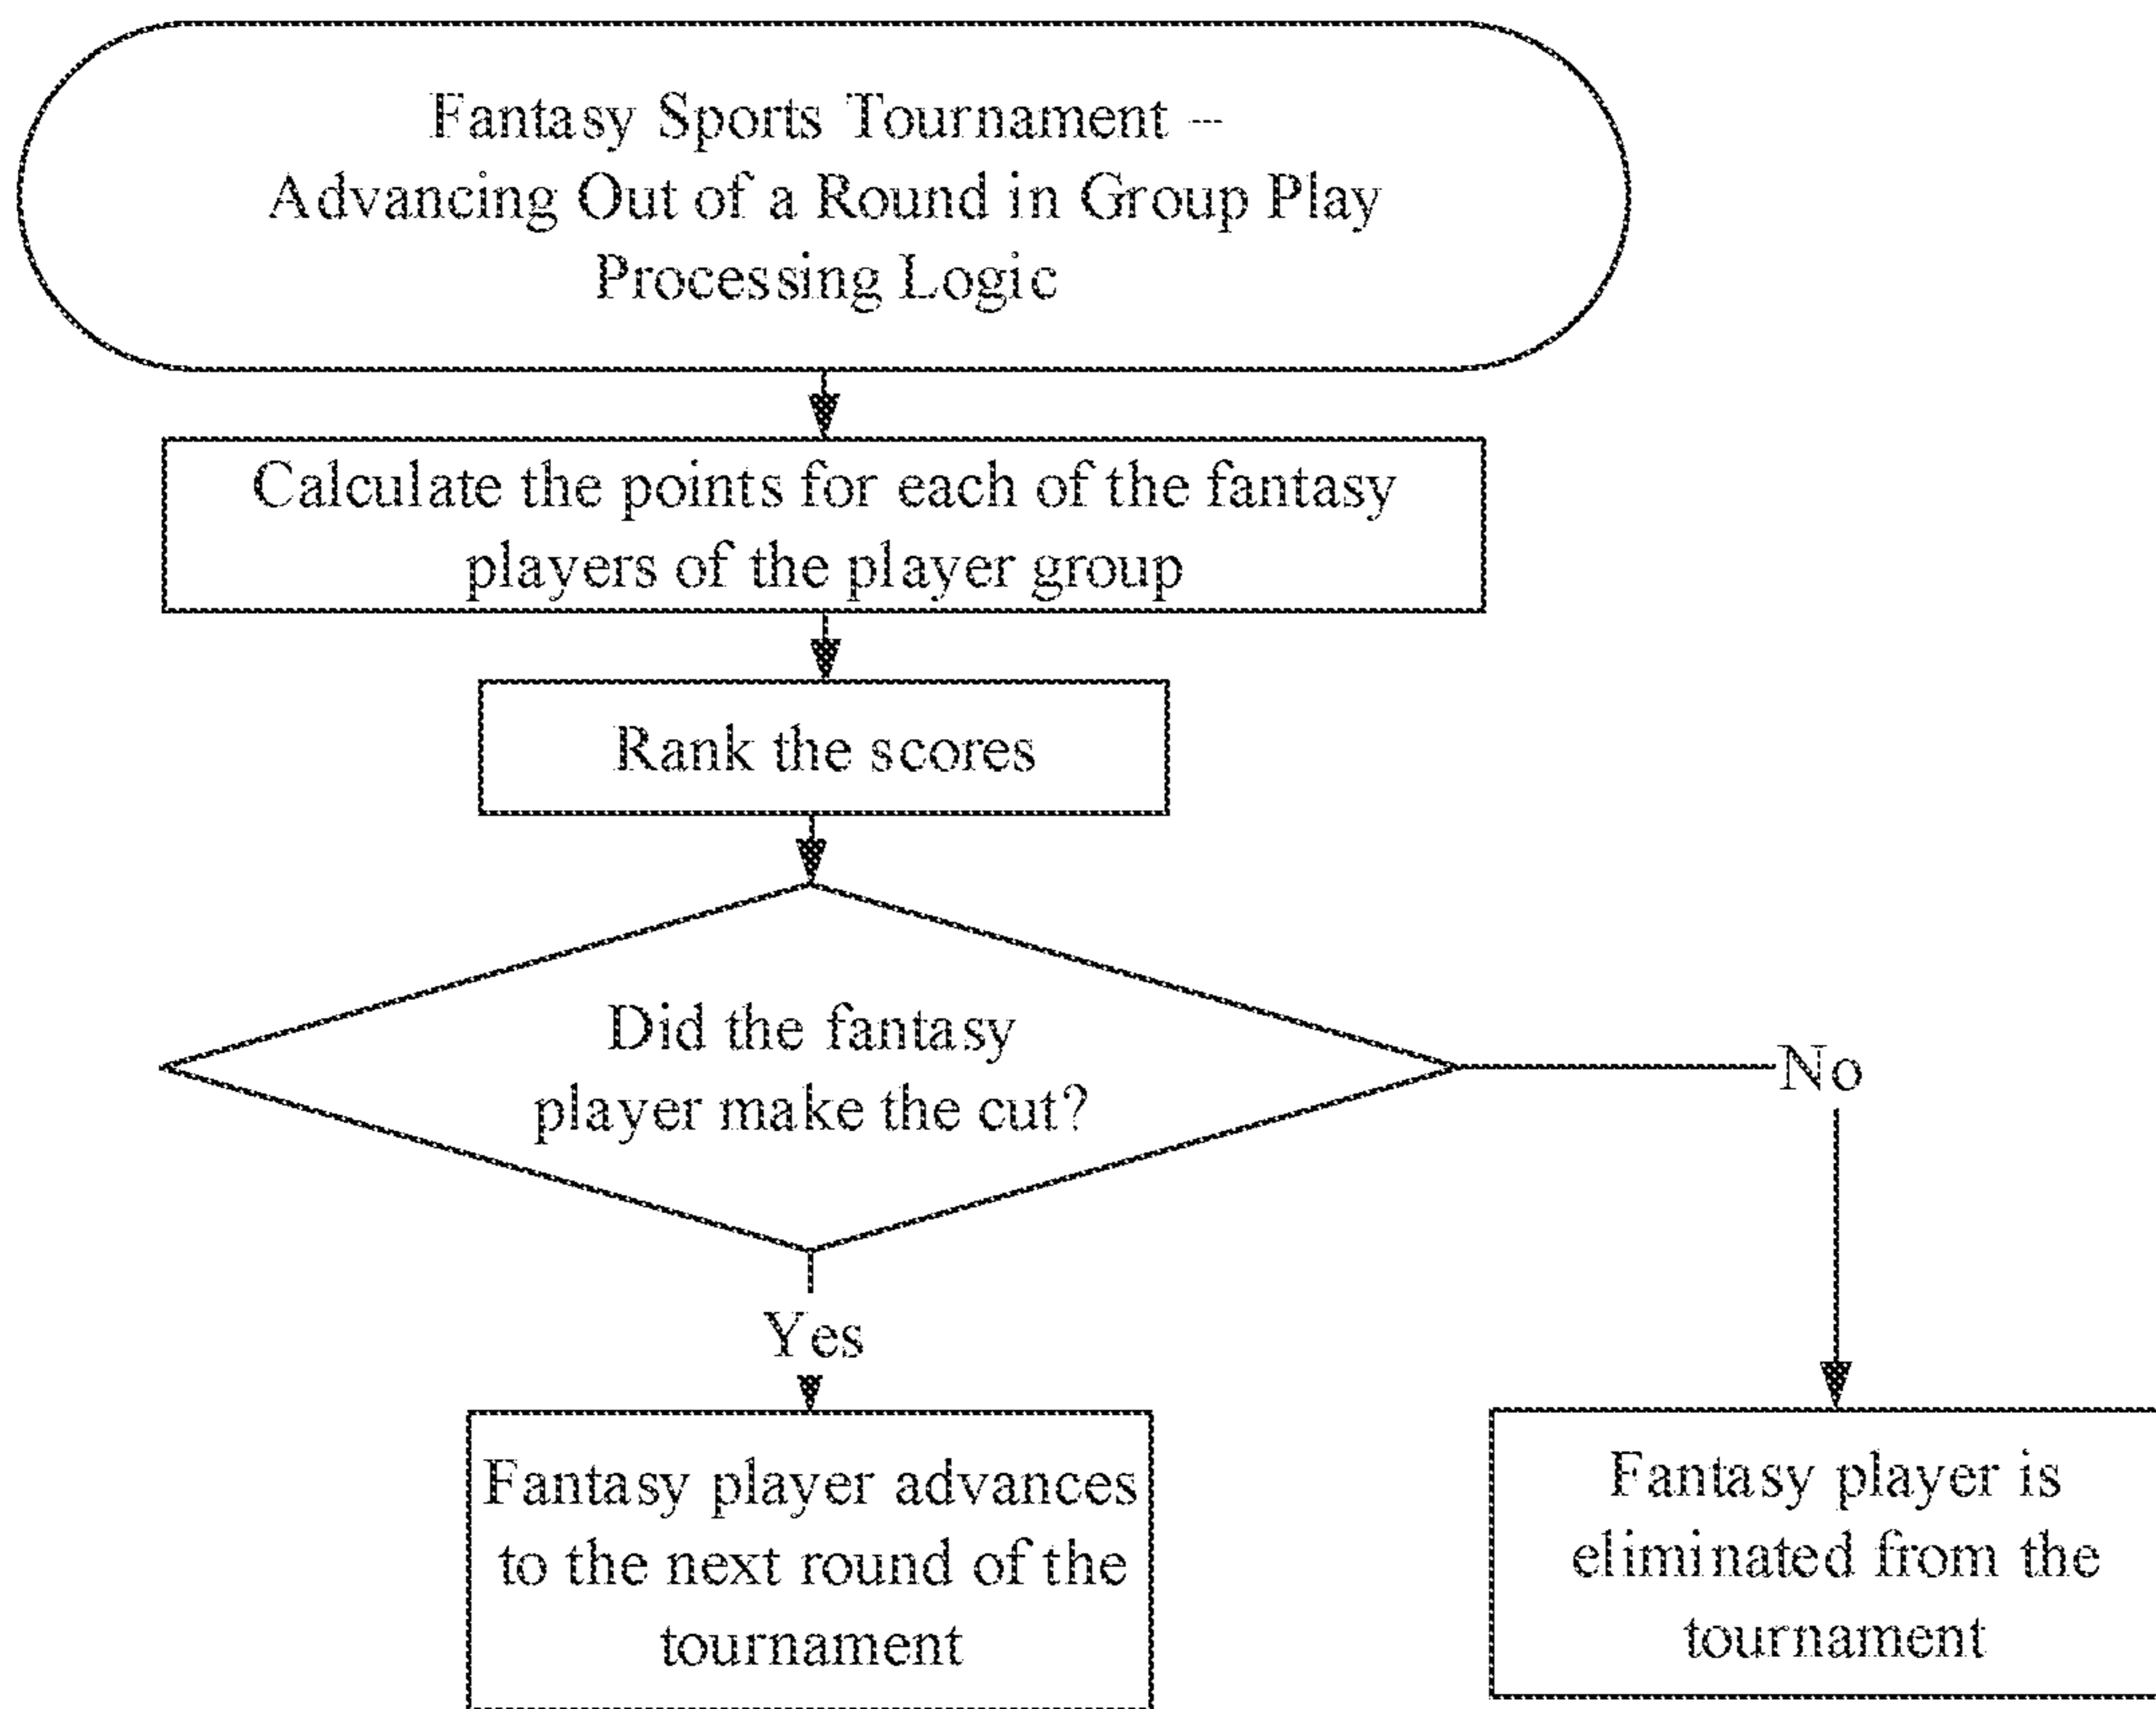 Fantasy Sports Tournament –
Advancing Out of a Round in Group Play
Processing Logic
Calculate the points for each of the fantasy
players of the player group
Rank the scores
Did the fantasy
player make the cut?
No
Yes
Fantasy player advances
to the next round of the
tournament
Fantasy player is
eliminated from the
tournament